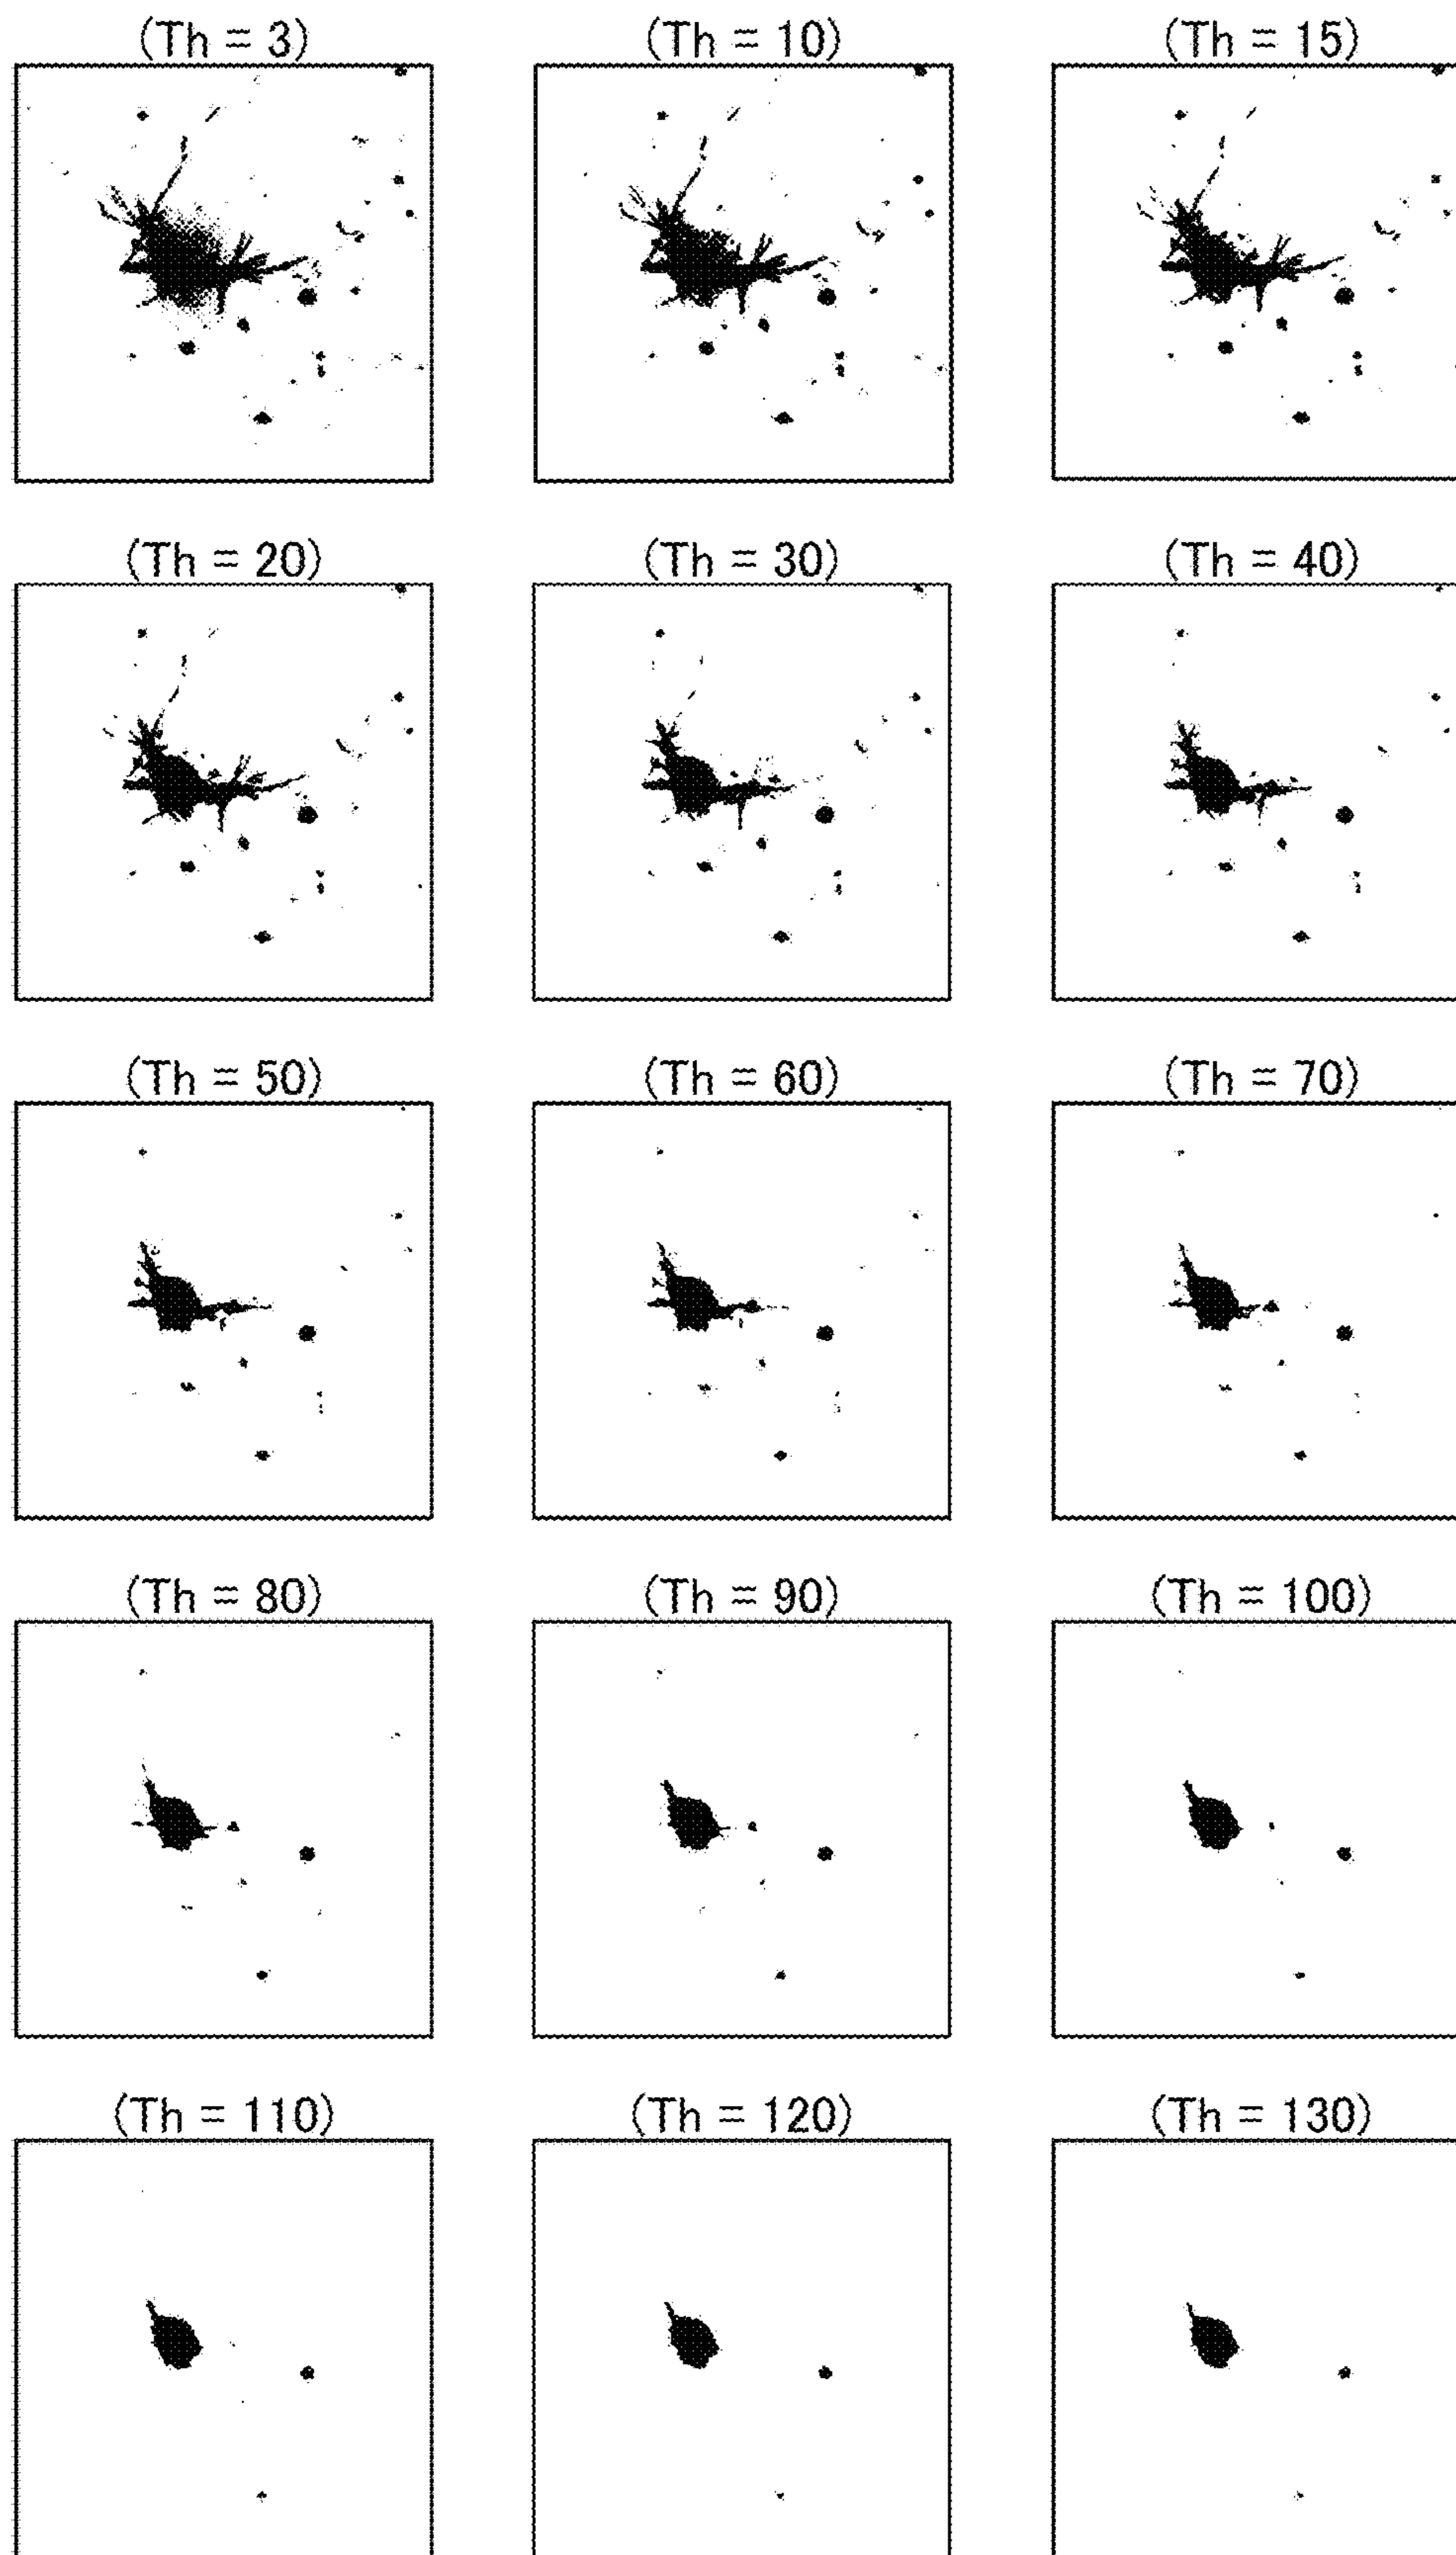 (Th = 3)
(Th = 10)
(Th = 15)
(Th = 20)
(Th = 30)
(Th = 40)
(Th = 50)
(Th = 60)
(Th = 70)
(Th = 80)
(Th = 90)
(Th = 100)
(Th = 110)
(Th = 120)
(Th = 130)